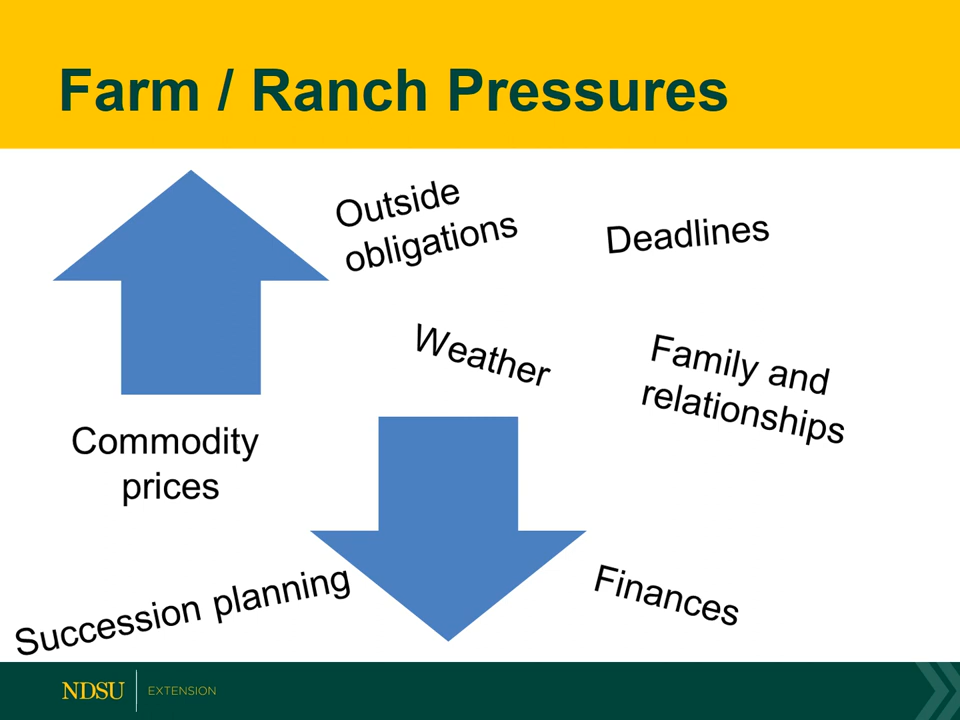 Farm / Ranch Pressures
Outside
obligations
Deadlines
Weather
Family and
relationships
Commodity
prices
Succession planning
Finances
NDSU
EXTENSION